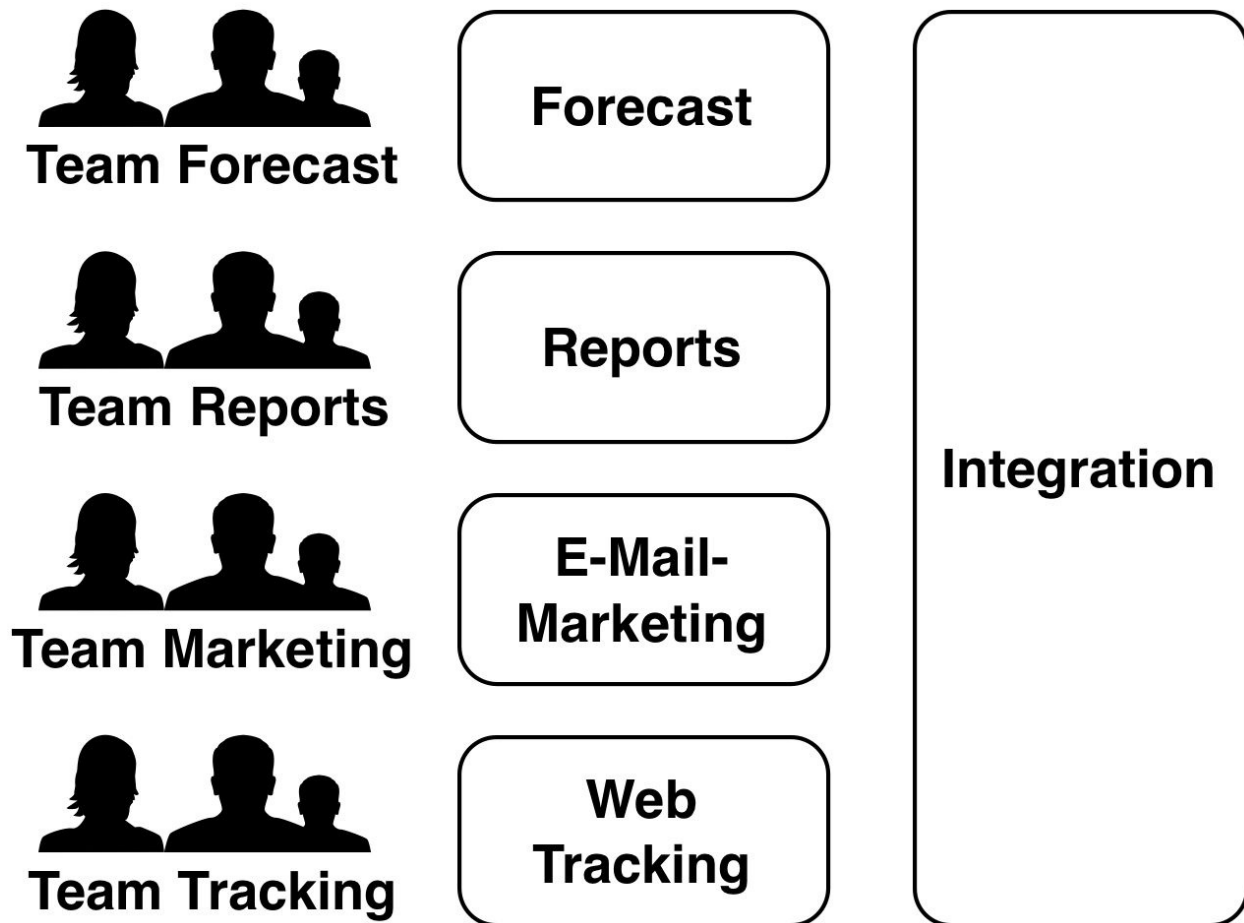 Team Forecast
Forecast
Team Reports
Reports
Integration
Team Marketing
E-Mail-
Marketing
Team Tracking
Web
Tracking